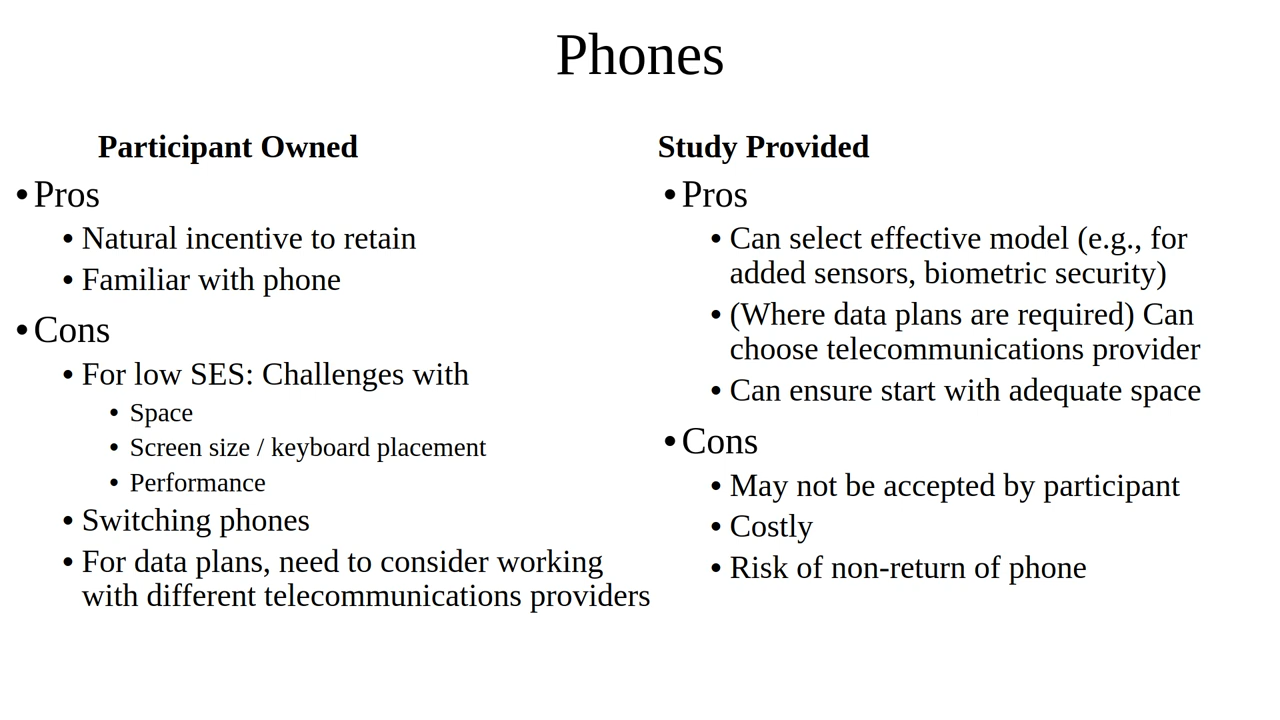 Phones
Participant Owned
•Pros
• Natural incentive to retain
• Familiar with phone
•Cons
• For low SES: Challenges with
• Space
• Screen size / keyboard placement
• Performance
• Switching phones
• For data plans, need to consider working
with different telecommunications providers
Study Provided
•Pros
• Can select effective model (e.g., for
added sensors, biometric security)
• (Where data plans are required) Can
choose telecommunications provider
• Can ensure start with adequate space
•Cons
• May not be accepted by participant
• Costly
• Risk of non-return of phone